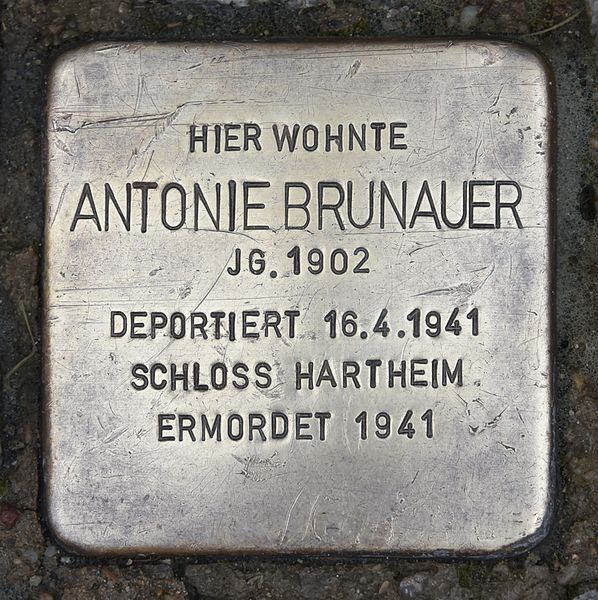 HIER WOHNTE
ANTONIE BRUNAUER
JG. 1902
DEPORTIERT 16.4.1941
SCHLOSS HARTHEIM
ERMORDET 1941